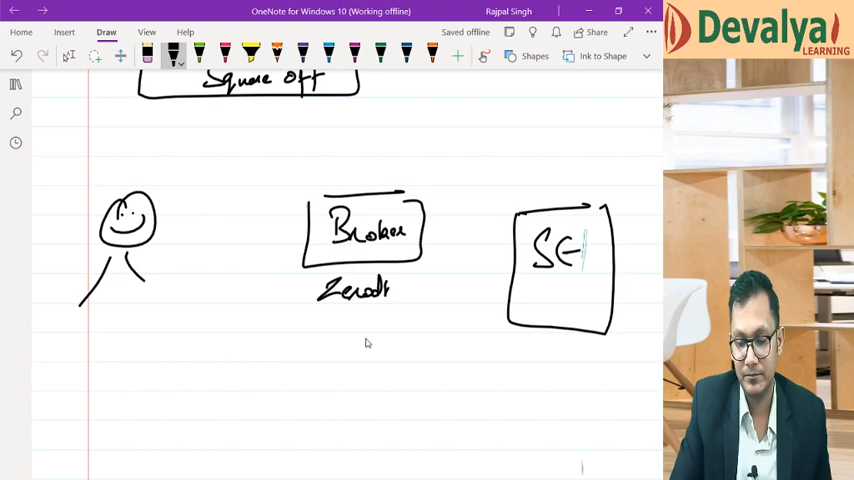 OneNote for Windows 10 (Working offline)
Rajpal Singh
Home Insert Draw View Help
Saved offline
Share
Shapes
Ink to Shape
Devalya
LEARNING
Square off
Broker
SE